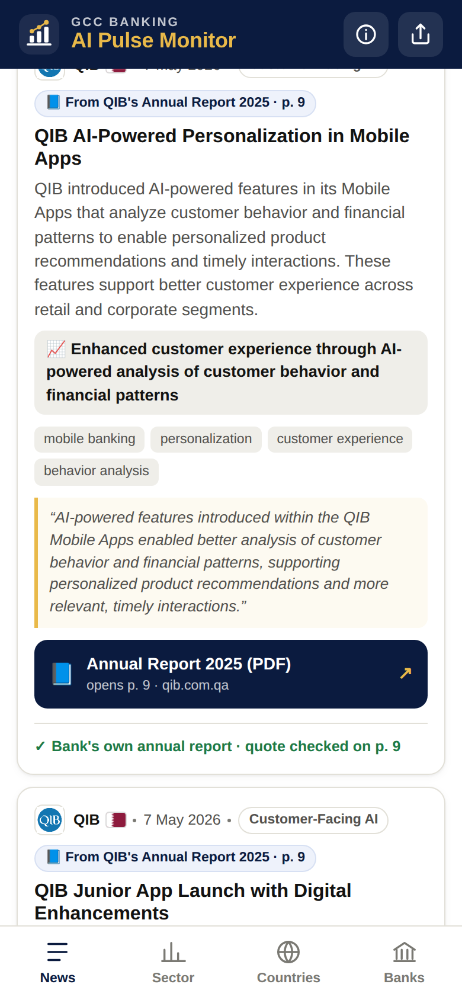 GCC BANKING
AI Pulse Monitor
QIB 7 May 2026
From QIB's Annual Report 2025 · p. 9
QIB AI-Powered Personalization in Mobile
Apps
QIB introduced AI-powered features in its Mobile
Apps that analyze customer behavior and financial
patterns to enable personalized product
recommendations and timely interactions. These
features support better customer experience across
retail and corporate segments.
Enhanced customer experience through AI-
powered analysis of customer behavior and
financial patterns
mobile banking personalization customer experience
behavior analysis
“AI-powered features introduced within the QIB
Mobile Apps enabled better analysis of customer
behavior and financial patterns, supporting
personalized product recommendations and more
relevant, timely interactions.”
Annual Report 2025 (PDF)
opens p. 9 · qib.com.qa
↗
✓ Bank's own annual report · quote checked on p. 9
QIB QIB • 7 May 2026 • Customer-Facing AI
From QIB's Annual Report 2025 · p. 9
QIB Junior App Launch with Digital
Enhancements
News Sector Countries Banks